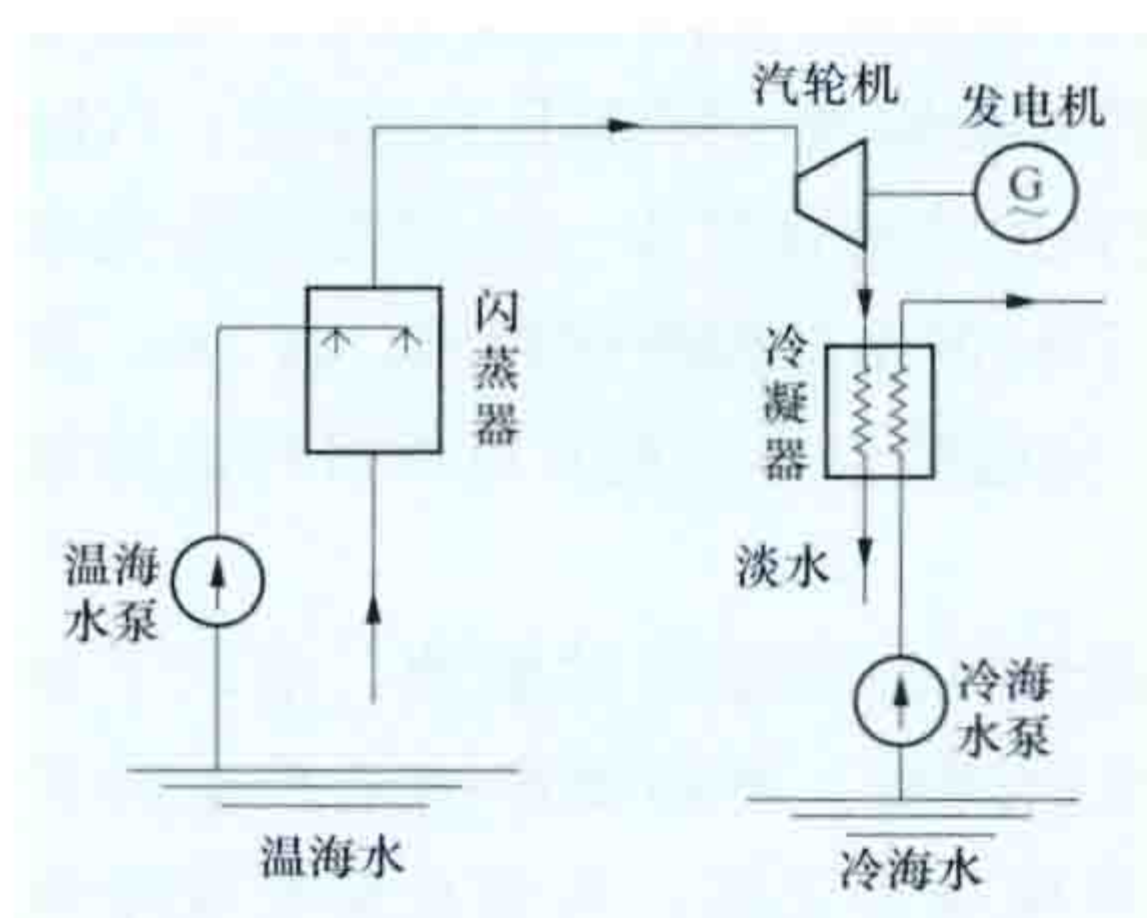 汽轮机
发电机
G
~
闪
蒸
器
冷
凝
器
温海
水泵
淡水
冷海
水泵
温海水
冷海水